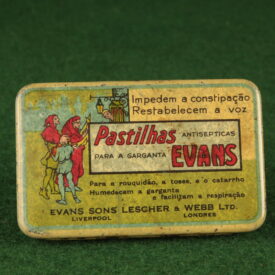 Impedem a constipação
Restabelecem a voz
Pastilhas ANTISEPTICAS
PARA A GARGANTA EVANS
Para a rouquidão, a tosse, e o catarrho
Humedecem a garganta
e facilitam a respiração
EVANS SONS LESCHER & WEBB LTD.
LIVERPOOL LONDRES